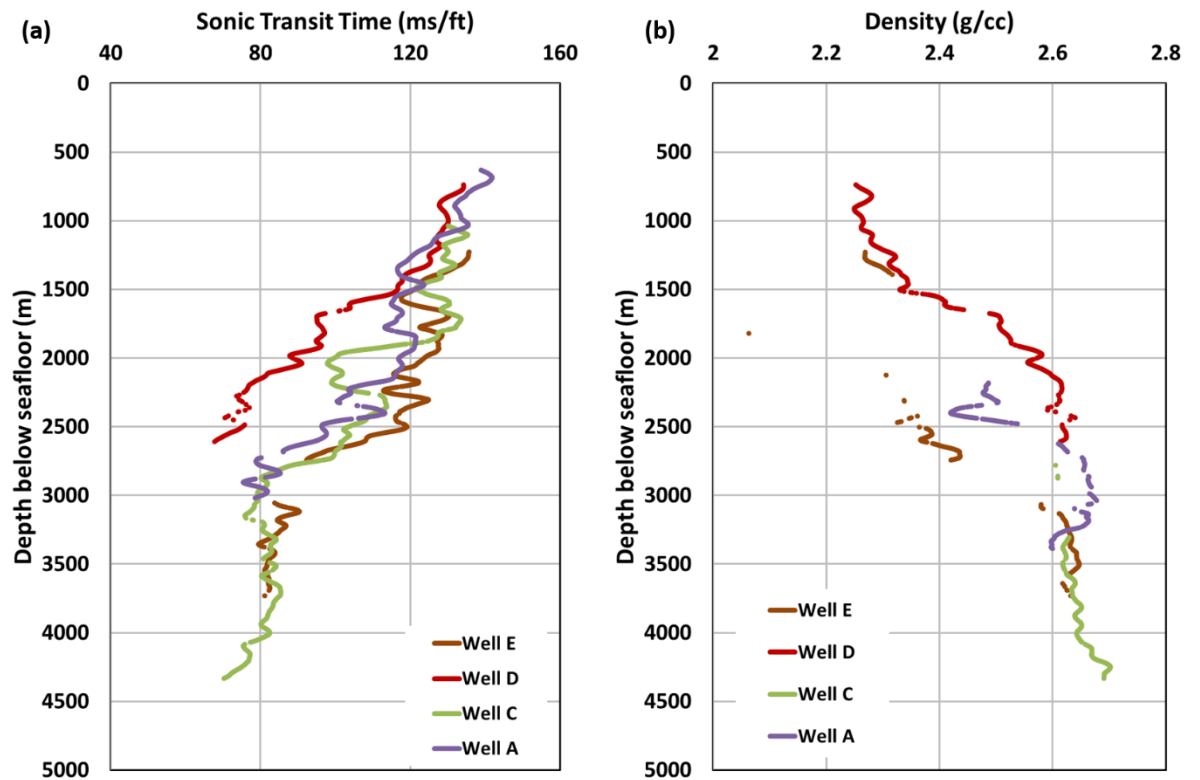 (a)
Sonic Transit Time (ms/ft)
40 80 120 160
Depth below seafloor (m)
0
500
1000
1500
2000
2500
3000
3500
4000
4500
5000
Well E
Well D
Well C
Well A
(b)
Density (g/cc)
2 2.2 2.4 2.6 2.8
Depth below seafloor (m)
0
500
1000
1500
2000
2500
3000
3500
4000
4500
5000
Well E
Well D
Well C
Well A